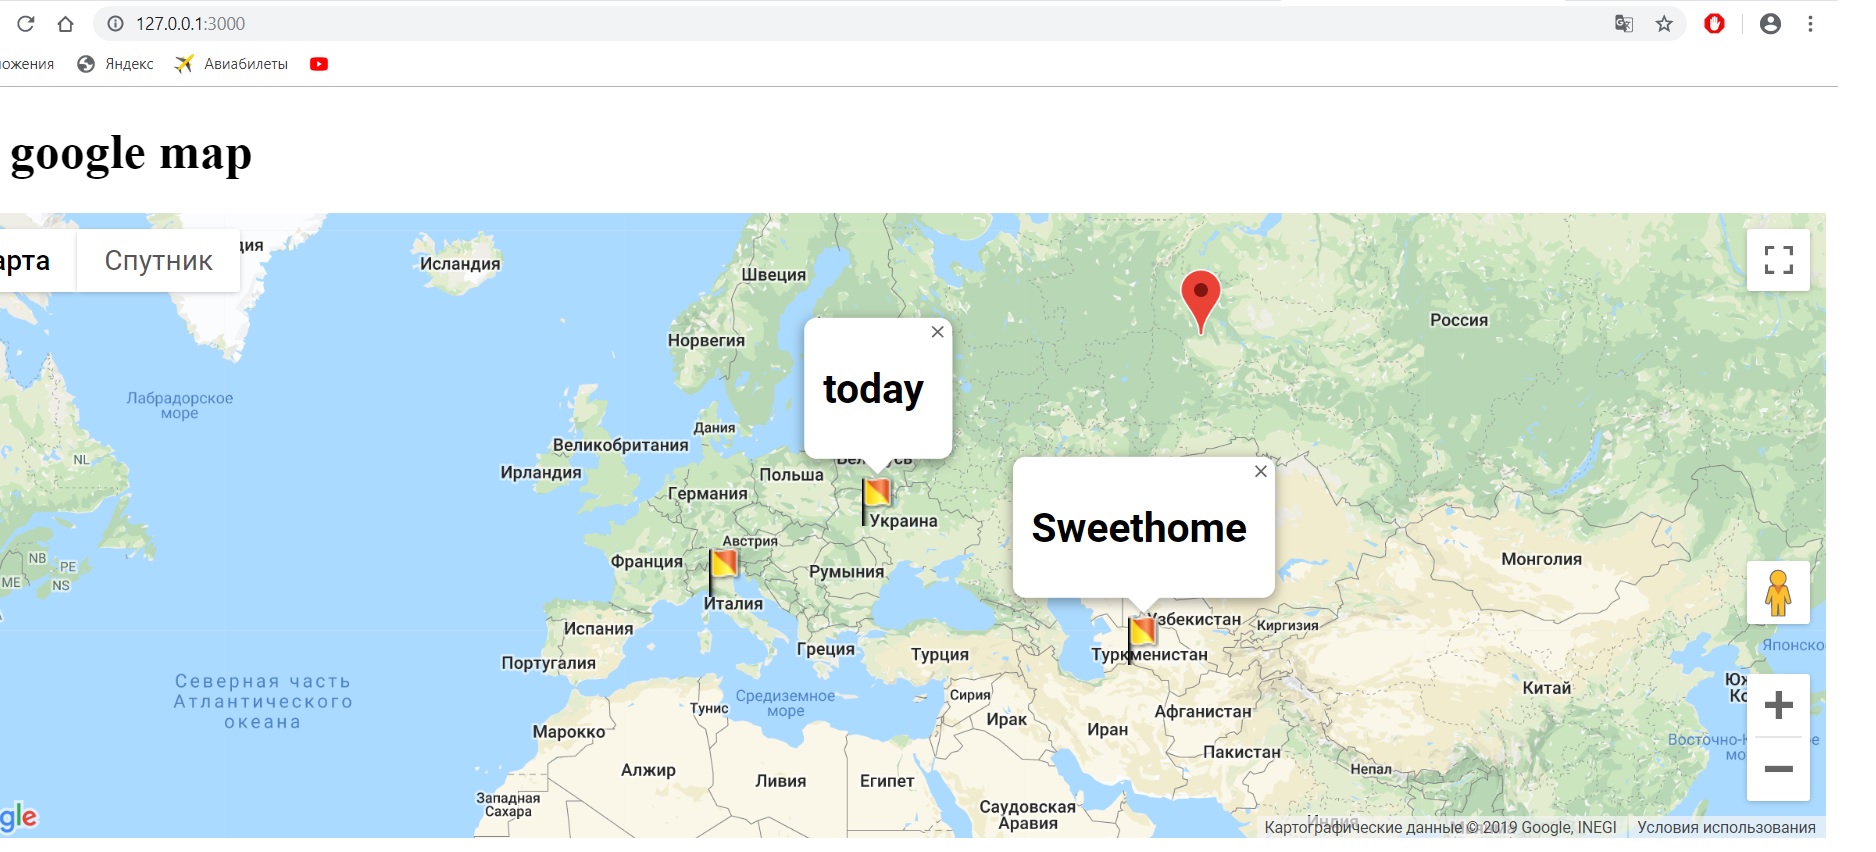 127.0.0.1:3000
ожения Яндекс Авиабилеты
google map
арта Спутник
дия
Исландия
Швеция
Норвегия
Россия
today
Лабрадорское
море
Дания
Великобритания
Ирландия
NL
Польша
Германия
Украина
Sweethome
Австрия
Франция
Румыния
Монголия
NB
PE
ME
NS
Италия
Испания
Узбекистан
Киргизия
Португалия
Греция
Турция
Туркменистан
Японско
Северная часть
Атлантического
океана
Средиземное
море
Сирия
Тунис
Ирак
Афганистан
Китай
Юж
Ко
Марокко
Иран
Пакистан
Восточно-К
мо
Непал
Алжир
Ливия
Египет
Западная
Сахара
Саудовская
Аравия
Индия
gle
Картографические данные © 2019 Google, INEGI Условия использования